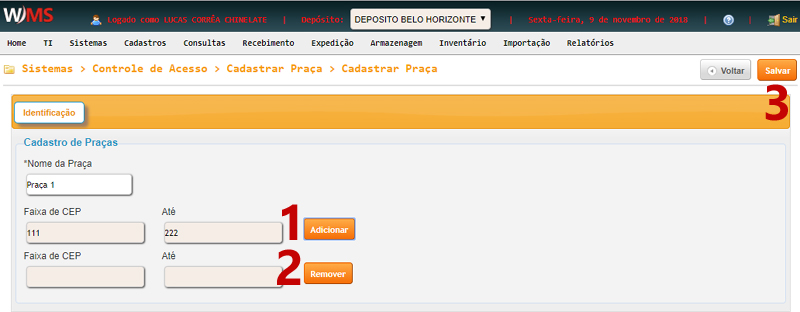 WMS
Logado como LUCAS CORRÊA CHINELATE | Depósito: DEPOSITO BELO HORIZONTE | Sexta-feira, 9 de novembro de 2018 | ? | Sair
Home TI Sistemas Cadastros Consultas Recebimento Expedição Armazenagem Inventário Importação Relatórios
Sistemas > Controle de Acesso > Cadastrar Praça > Cadastrar Praça Voltar Salvar
3
Identificação
Cadastro de Praças
*Nome da Praça
Praça 1
Faixa de CEP Até
111 222 1 Adicionar
Faixa de CEP Até
2 Remover